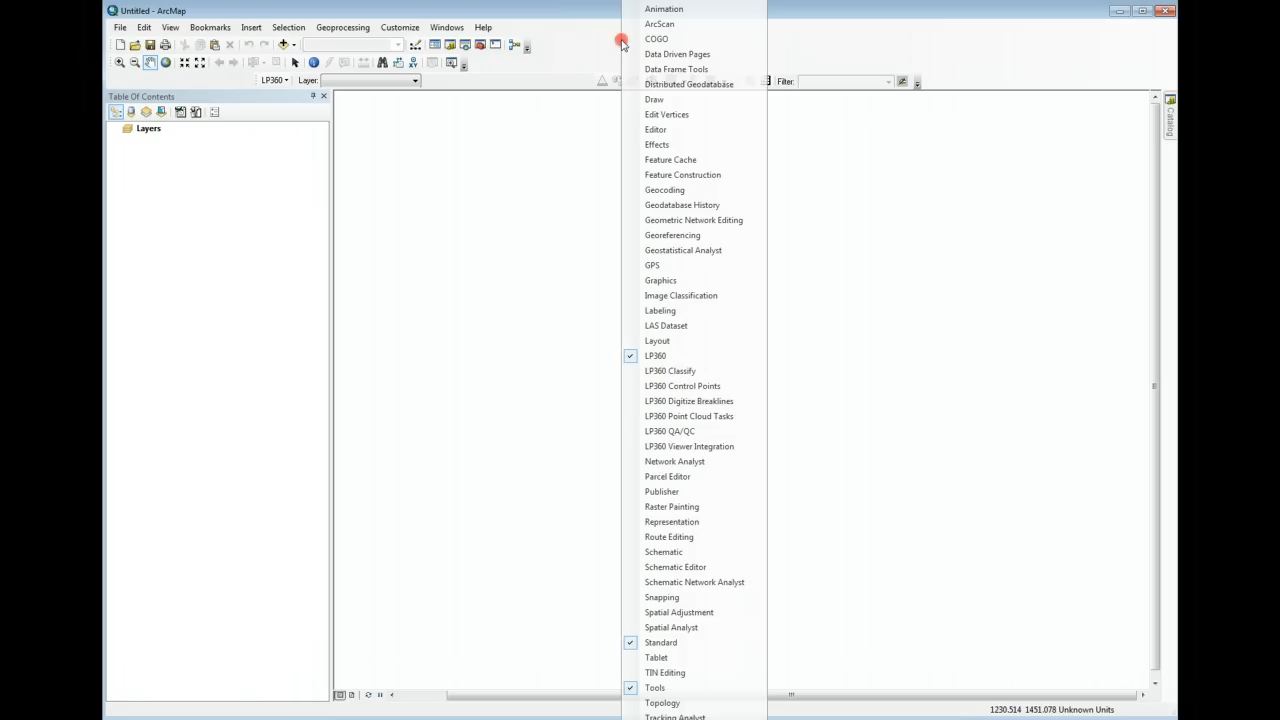 Untitled - ArcMap
File Edit View Bookmarks Insert Selection Geoprocessing Customize Windows Help
LP360 Layer: Filter:
Table Of Contents
Layers
Catalog
Animation
ArcScan
COGO
Data Driven Pages
Data Frame Tools
Distributed Geodatabase
Draw
Edit Vertices
Editor
Effects
Feature Cache
Feature Construction
Geocoding
Geodatabase History
Geometric Network Editing
Georeferencing
Geostatistical Analyst
GPS
Graphics
Image Classification
Labeling
LAS Dataset
Layout
LP360
LP360 Classify
LP360 Control Points
LP360 Digitize Breaklines
LP360 Point Cloud Tasks
LP360 QA/QC
LP360 Viewer Integration
Network Analyst
Parcel Editor
Publisher
Raster Painting
Representation
Route Editing
Schematic
Schematic Editor
Schematic Network Analyst
Snapping
Spatial Adjustment
Spatial Analyst
Standard
Tablet
TIN Editing
Tools
Topology
Tracking Analyst
1230.514 1451.078 Unknown Units